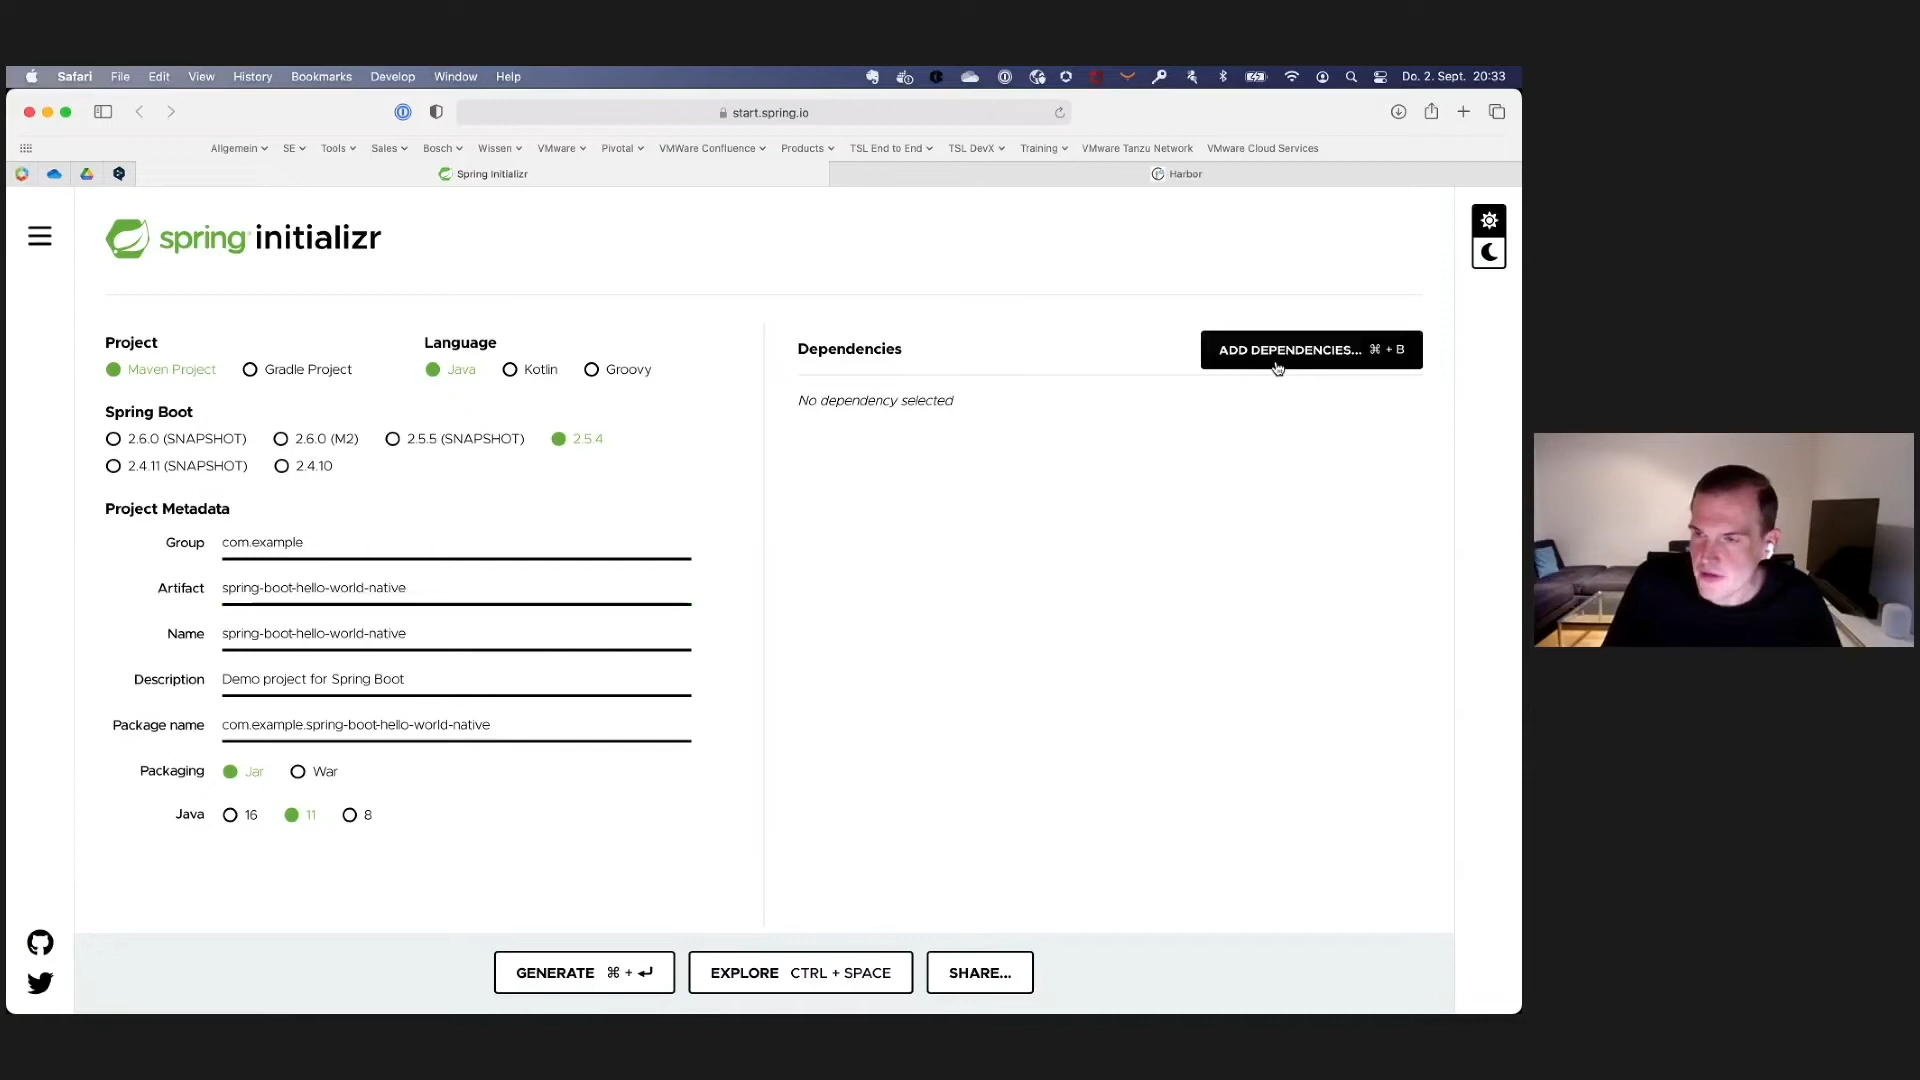 Safari File Edit View History Bookmarks Develop Window Help Do. 2. Sept. 20:33
start.spring.io
Allgemein SE Tools Sales Bosch Wissen VMware Pivotal VMWare Confluence Products TSL End to End TSL DevX Training VMware Tanzu Network VMware Cloud Services
Spring Initializr Harbor
spring initializr
Project
Maven Project Gradle Project
Language
Java Kotlin Groovy
Spring Boot
2.6.0 (SNAPSHOT) 2.6.0 (M2) 2.5.5 (SNAPSHOT) 2.5.4
2.4.11 (SNAPSHOT) 2.4.10
Project Metadata
Group com.example
Artifact spring-boot-hello-world-native
Name spring-boot-hello-world-native
Description Demo project for Spring Boot
Package name com.example.spring-boot-hello-world-native
Packaging Jar War
Java 16 11 8
Dependencies
ADD DEPENDENCIES... ⌘ + B
No dependency selected
GENERATE ⌘ + ↵
EXPLORE CTRL + SPACE
SHARE...